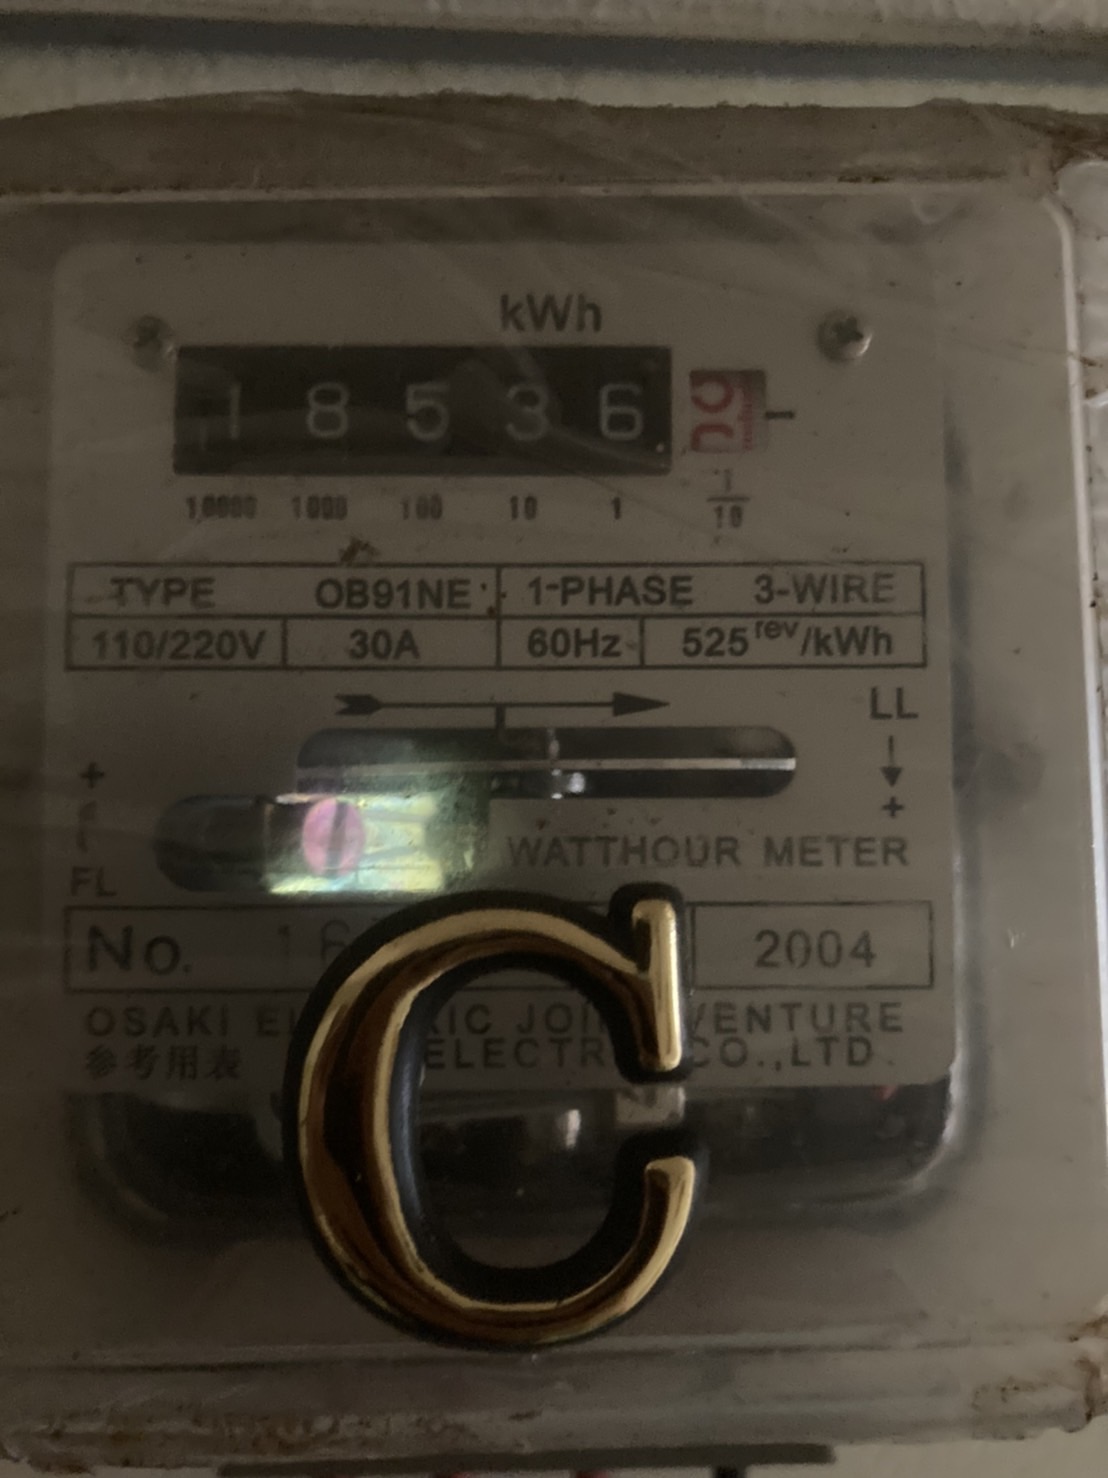 kWh
1 8 5 3 6
10000 1000 100 10 1 1/10
TYPE OB91NE 1-PHASE 3-WIRE
110/220V 30A 60Hz 525 rev/kWh
LL
+
+
WATTHOUR METER
FL
No. 2004
OSAKI VENTURE
参考用表 CO.,LTD.
C